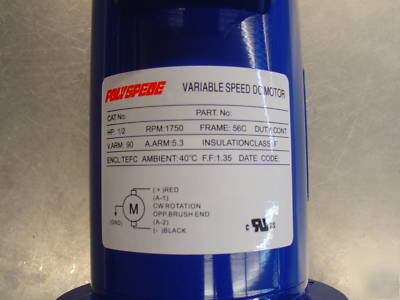 POLYSPEDE VARIABLE SPEED DC MOTOR
CAT No: PART. No:
HP. 1/2 RPM:1750 FRAME: 56C DUTY:CONT
V.ARM: 90 A.ARM:5.3 INSULATIONCLASS:F
ENCL:TEFC AMBIENT:40°C F.F:1.35 DATE CODE:
(+)RED
(A-1)
CW ROTATION
OPP.BRUSH END
(A-2)
(-)BLACK
M
(GND)
c RU us